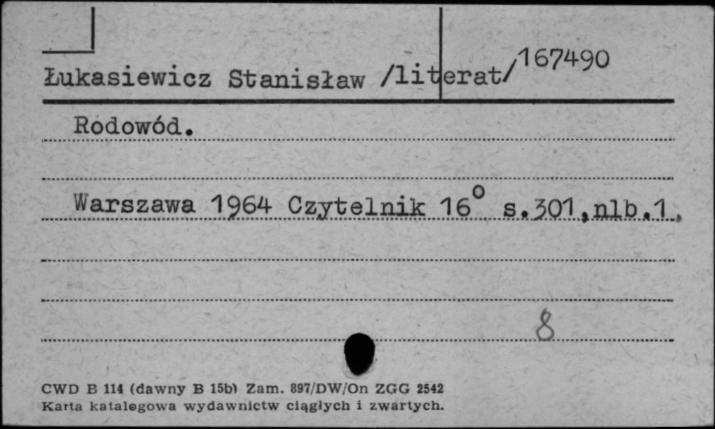 Łukasiewicz Stanisław /literat/ 167490
Rodowód.
Warszawa 1964 Czytelnik 16° s.301,nlb.1.
8
CWD B 114 (dawny B 15b) Zam. 897/DW/On ZGG 2542
Karta katalogowa wydawnictw ciągłych i zwartych.